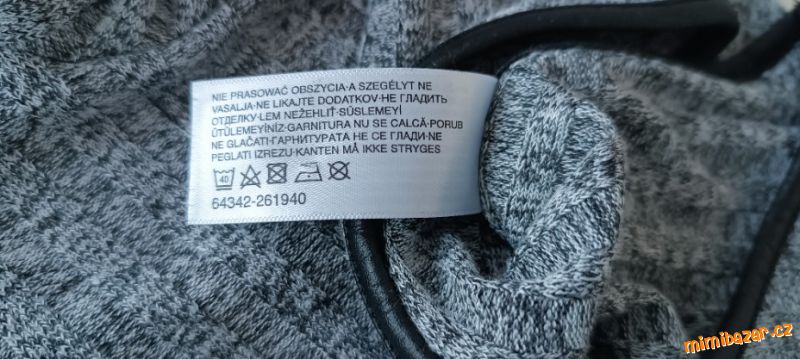 NIE PRASOWAĆ OBSZYCIA·A SZEGÉLYT NE
VASALJA·NE LIKAJTE DODATKOV·НЕ ГЛАДИТЬ
ОТДЕЛКУ·LEM NEŽEHLIŤ·SÜSLEMEYİ
ÜTÜLEMEYİNİZ·GARNITURA NU SE CALCĂ·PORUB
NE GLAČATI·ГАРНИТУРАТА НЕ СЕ ГЛАДИ·NE
PEGLATI IZREZU·KANTEN MÅ IKKE STRYGES
40
64342-261940
mimibazar.cz